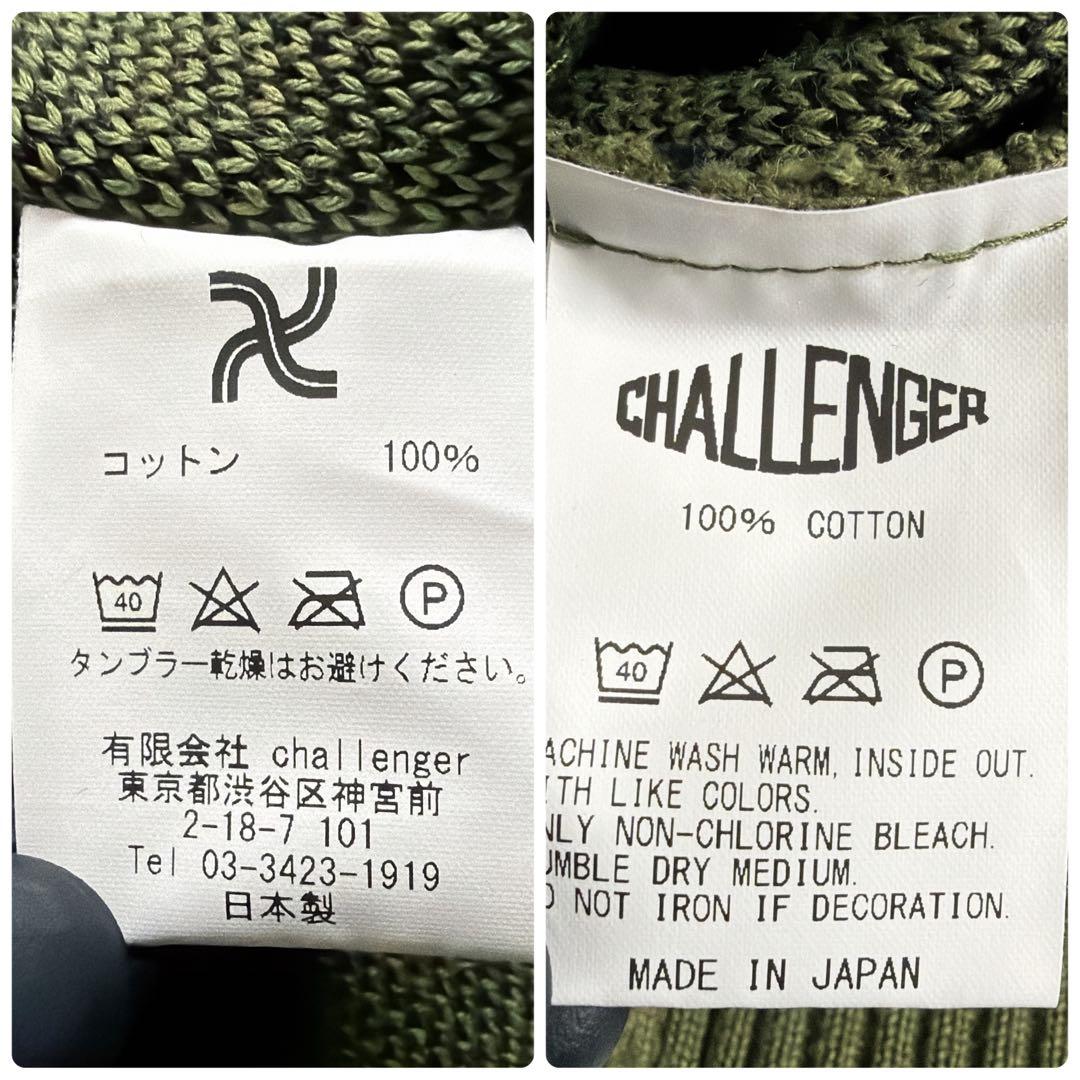 コットン 100%
40 P
タンブラー乾燥はお避けください。
有限会社 challenger
東京都渋谷区神宮前
2-18-7 101
Tel 03-3423-1919
日本製
CHALLENGER
100% COTTON
40 P
ACHINE WASH WARM, INSIDE OUT.
TH LIKE COLORS.
NLY NON-CHLORINE BLEACH.
UMBLE DRY MEDIUM.
O NOT IRON IF DECORATION.
MADE IN JAPAN